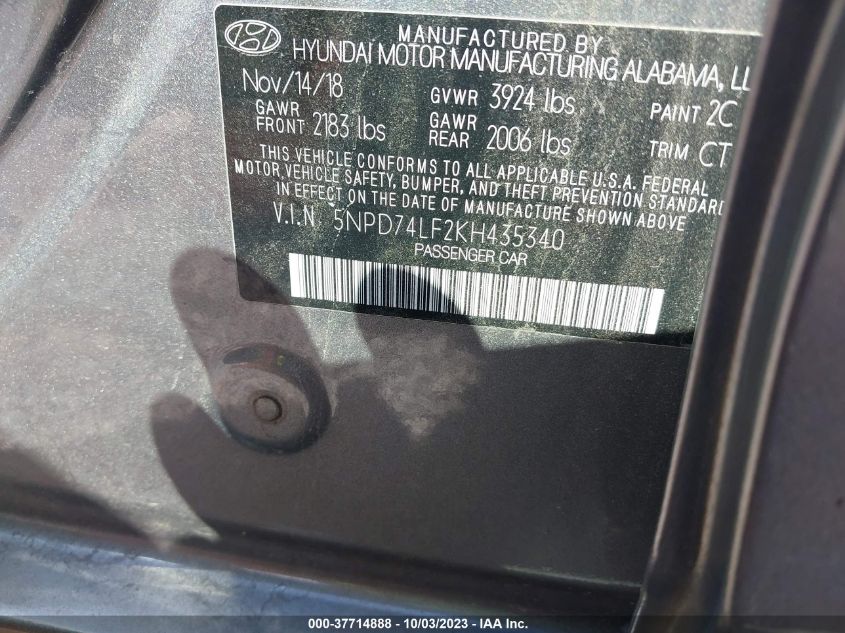 MANUFACTURED BY
HYUNDAI MOTOR MANUFACTURING ALABAMA, LL
Nov/14/18 GVWR 3924 lbs PAINT 2C
GAWR FRONT 2183 lbs GAWR REAR 2006 lbs TRIM CT
THIS VEHICLE CONFORMS TO ALL APPLICABLE U.S.A. FEDERAL
MOTOR VEHICLE SAFETY, BUMPER, AND THEFT PREVENTION STANDARD
IN EFFECT ON THE DATE OF MANUFACTURE SHOWN ABOVE
V.I.N 5NPD74LF2KH435340
PASSENGER CAR
000-37714888 - 10/03/2023 - IAA Inc.